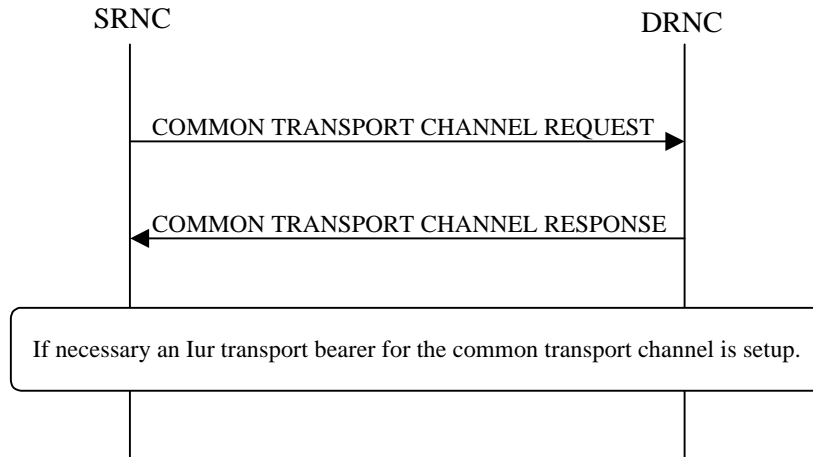 SRNC
DRNC
COMMON TRANSPORT CHANNEL REQUEST
COMMON TRANSPORT CHANNEL RESPONSE
If necessary an Iur transport bearer for the common transport channel is setup.